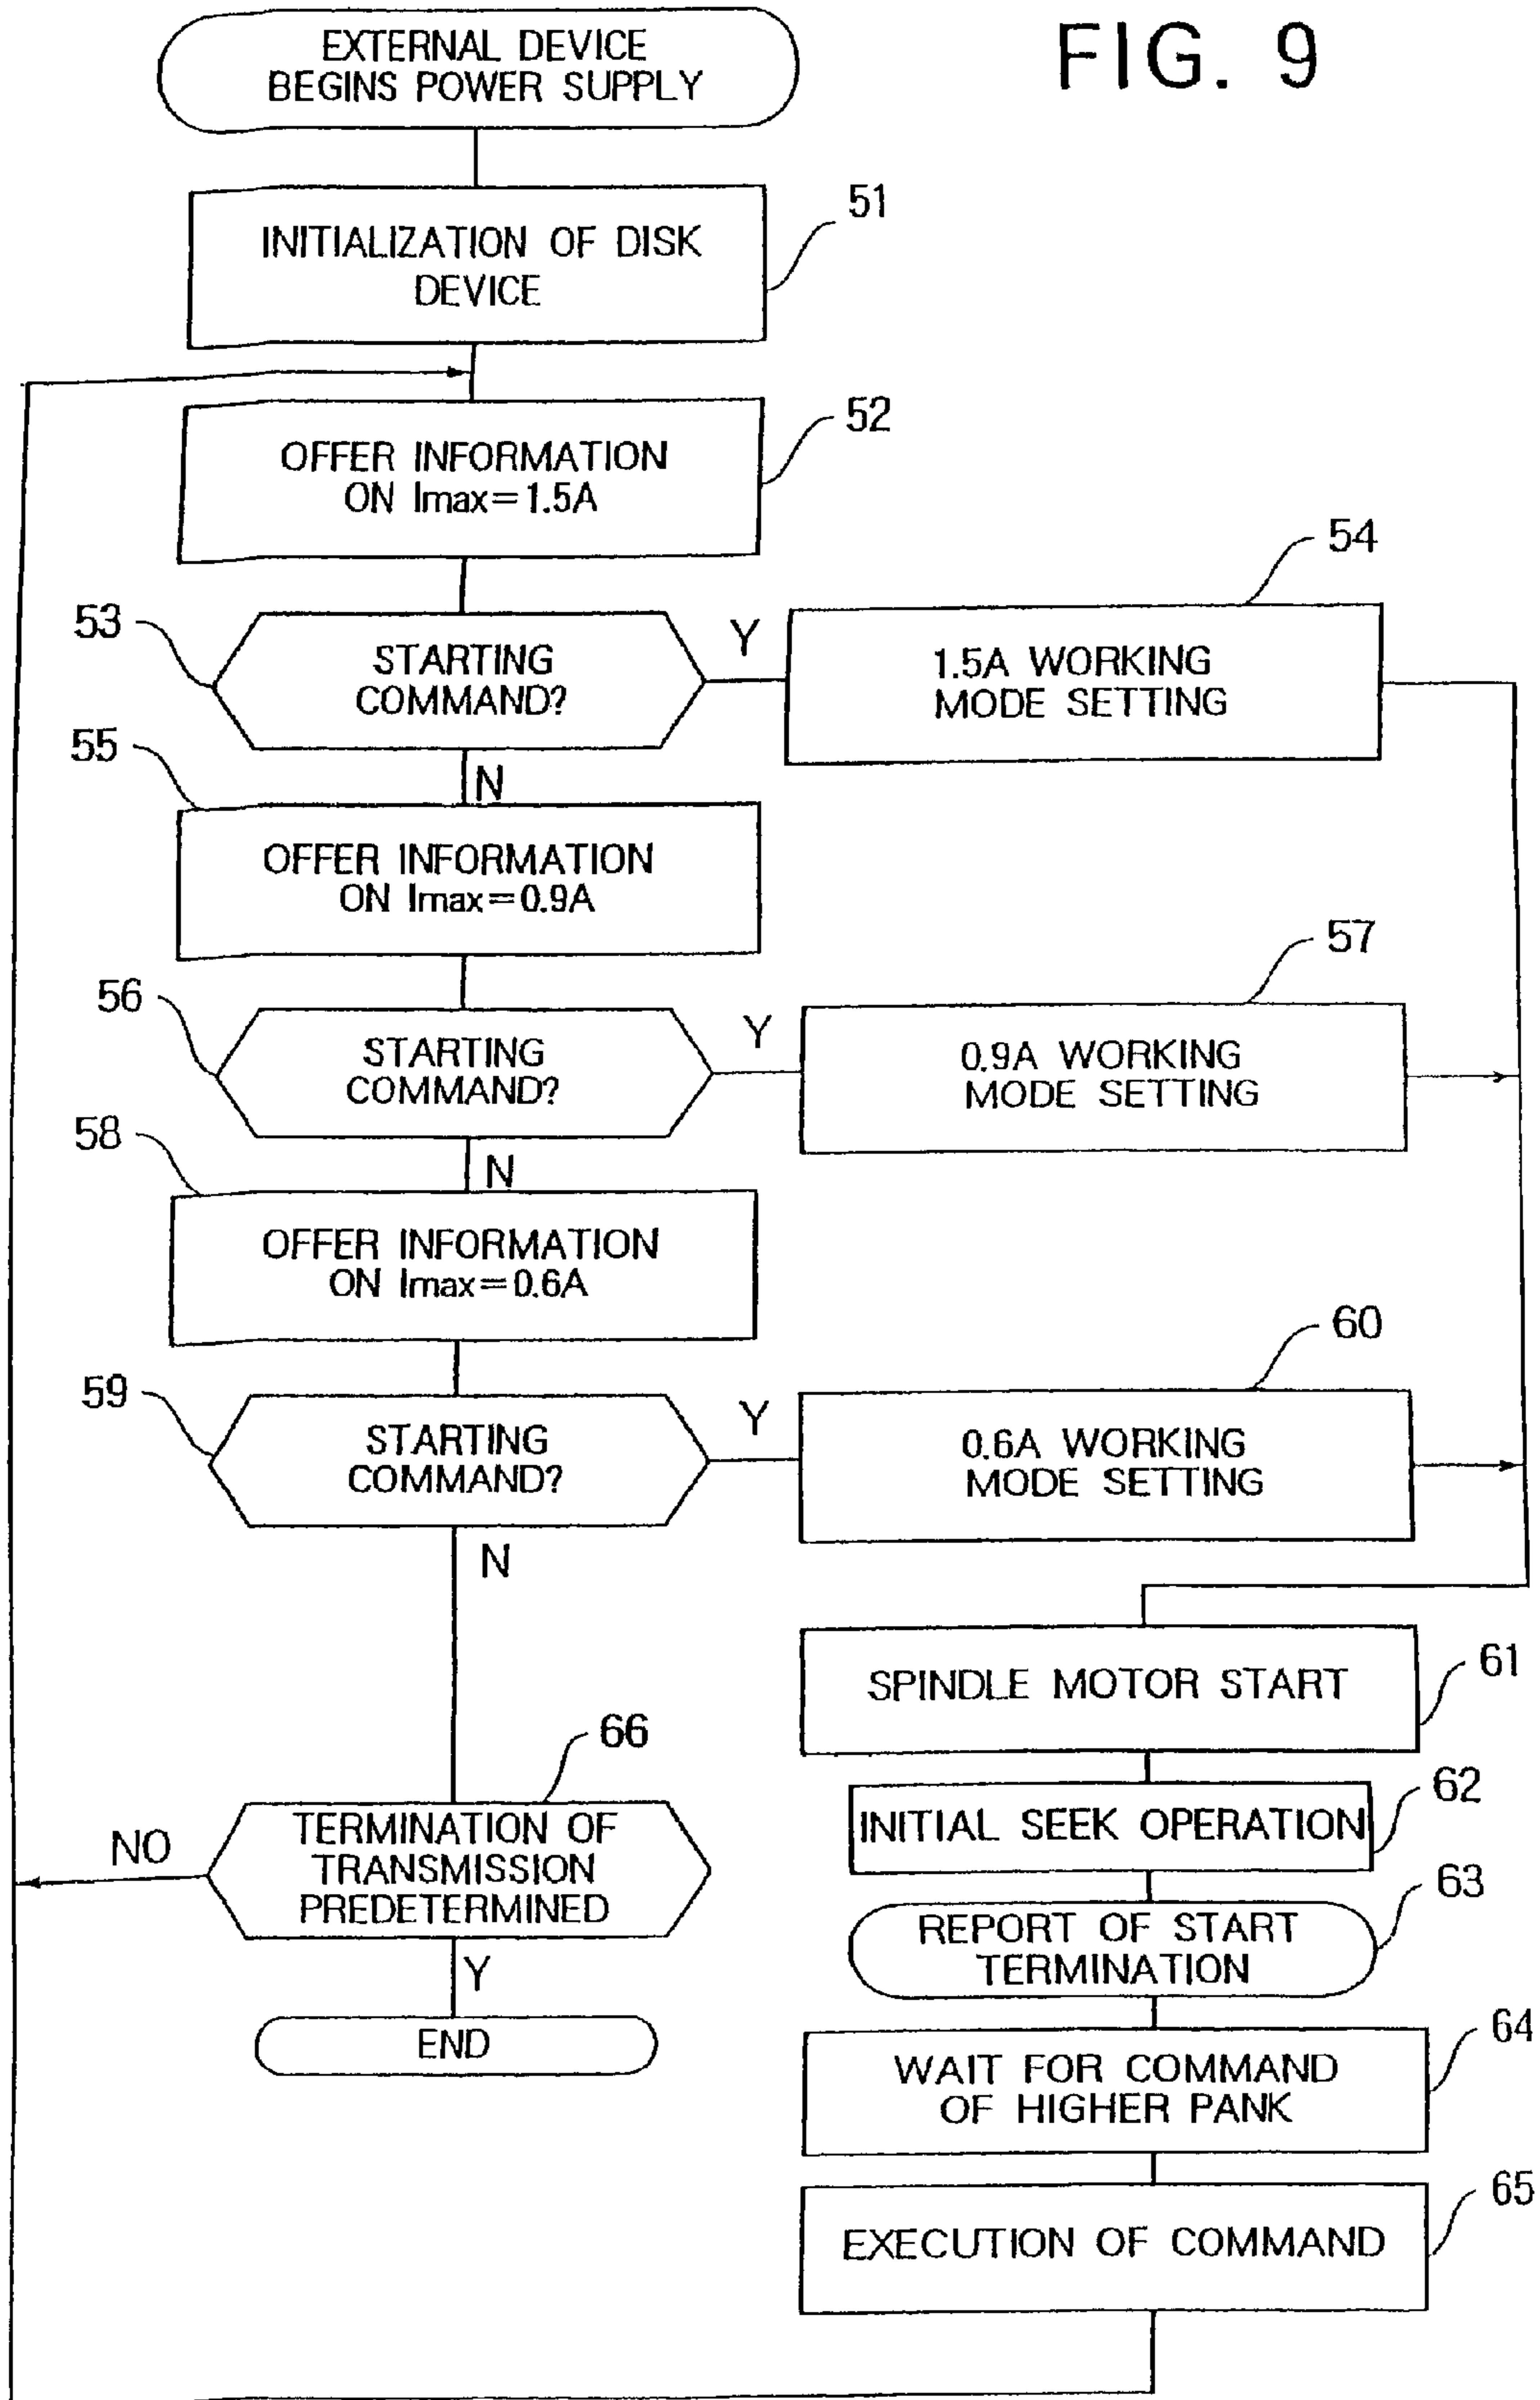 FIG. 9
EXTERNAL DEVICE
BEGINS POWER SUPPLY
51
INITIALIZATION OF DISK
DEVICE
52
OFFER INFORMATION
ON Imax=1.5A
53
STARTING
COMMAND?
Y
54
1.5A WORKING
MODE SETTING
N
55
OFFER INFORMATION
ON Imax=0.9A
56
STARTING
COMMAND?
Y
57
0.9A WORKING
MODE SETTING
N
58
OFFER INFORMATION
ON Imax=0.6A
59
STARTING
COMMAND?
Y
60
0.6A WORKING
MODE SETTING
N
66
TERMINATION OF
TRANSMISSION
PREDETERMINED
NO
Y
END
SPINDLE MOTOR START
61
INITIAL SEEK OPERATION
62
REPORT OF START
TERMINATION
63
WAIT FOR COMMAND
OF HIGHER PANK
64
EXECUTION OF COMMAND
65